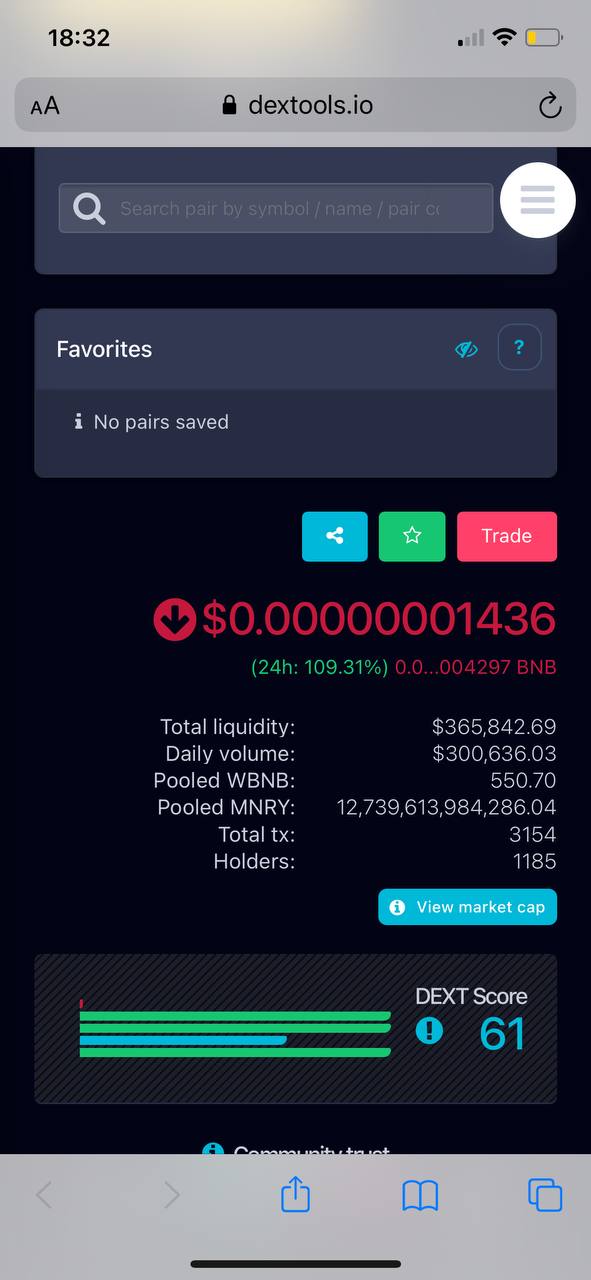 18:32
AA dextools.io
Search pair by symbol / name / pair cc
Favorites ?
No pairs saved
Trade
$0.00000001436
(24h: 109.31%) 0.0...004297 BNB
Total liquidity: $365,842.69
Daily volume: $300,636.03
Pooled WBNB: 550.70
Pooled MNRY: 12,739,613,984,286.04
Total tx: 3154
Holders: 1185
View market cap
DEXT Score
61
Community trust